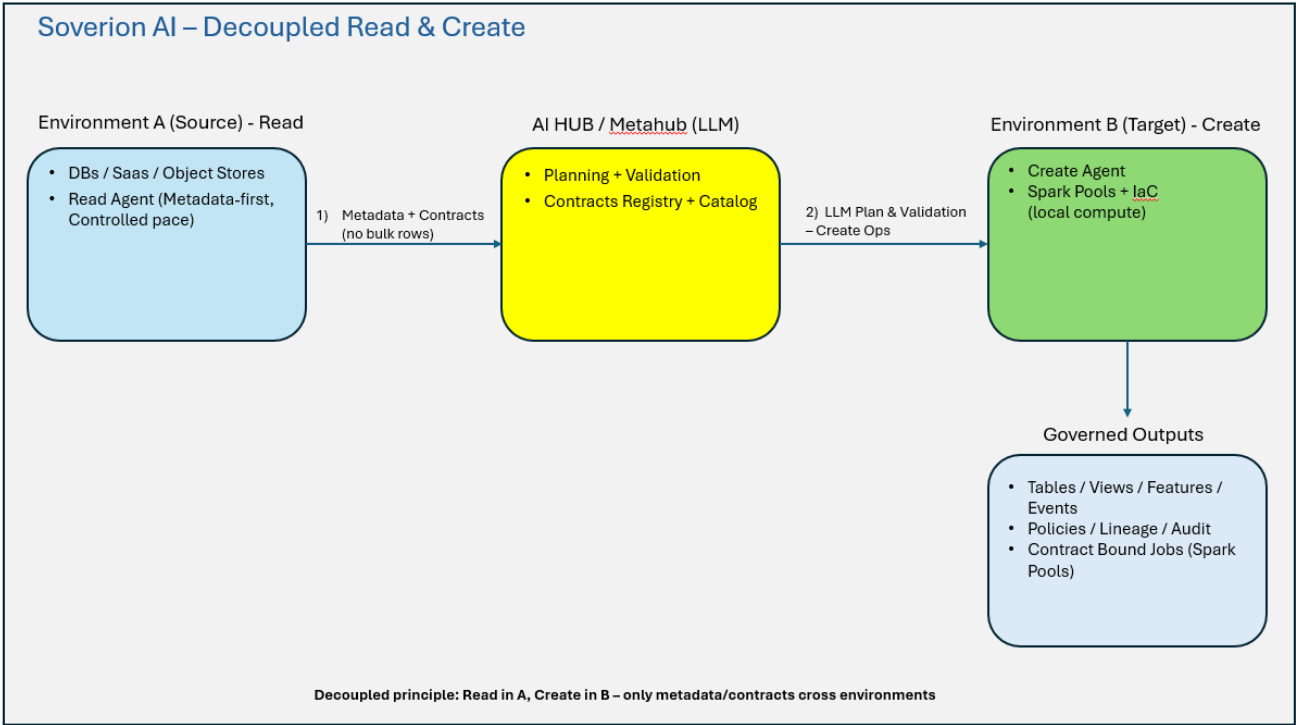 Soverion AI – Decoupled Read & Create
Environment A (Source) - Read
• DBs / Saas / Object Stores
• Read Agent (Metadata-first,
Controlled pace)
1) Metadata + Contracts
(no bulk rows)
AI HUB / Metahub (LLM)
• Planning + Validation
• Contracts Registry + Catalog
2) LLM Plan & Validation
– Create Ops
Environment B (Target) - Create
• Create Agent
• Spark Pools + IaC
(local compute)
Governed Outputs
• Tables / Views / Features /
Events
• Policies / Lineage / Audit
• Contract Bound Jobs (Spark
Pools)
Decoupled principle: Read in A, Create in B – only metadata/contracts cross environments